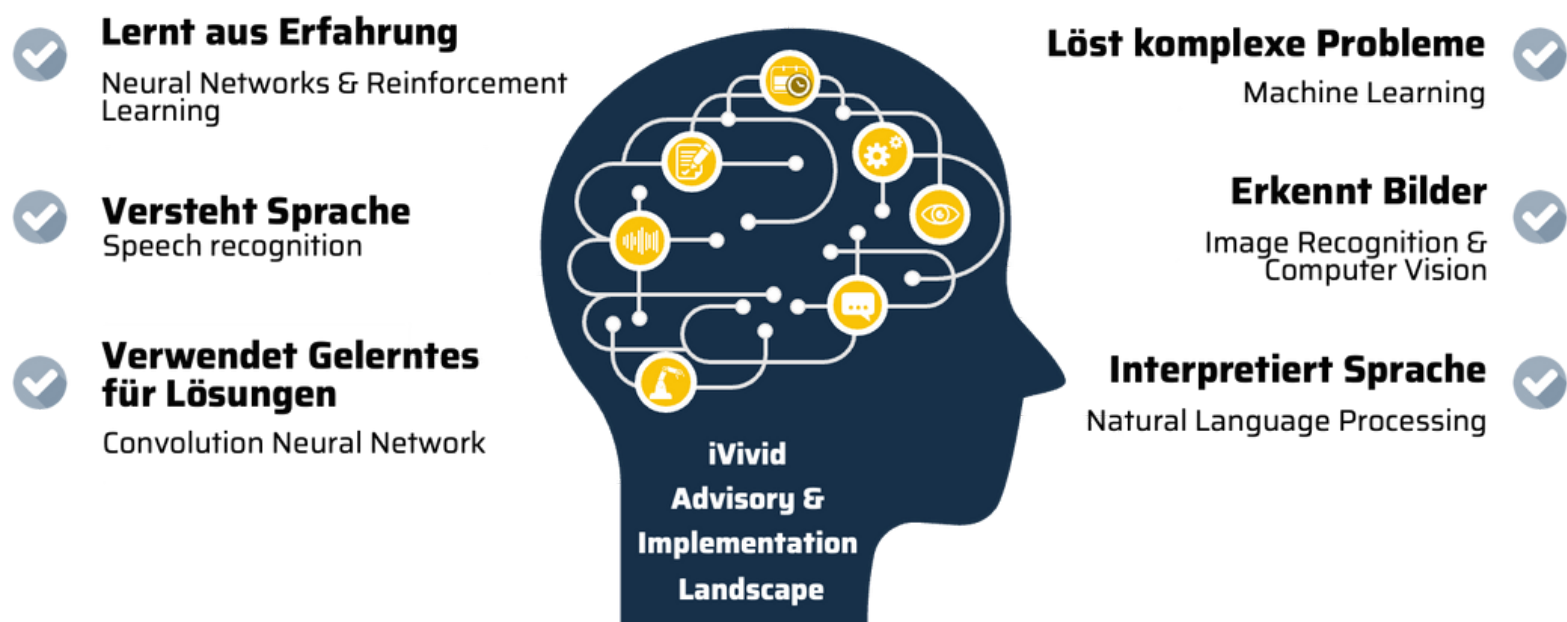 Lernt aus Erfahrung
Neural Networks & Reinforcement
Learning
Versteht Sprache
Speech recognition
Verwendet Gelerntes
für Lösungen
Convolution Neural Network
iVivid
Advisory &
Implementation
Landscape
Löst komplexe Probleme
Machine Learning
Erkennt Bilder
Image Recognition &
Computer Vision
Interpretiert Sprache
Natural Language Processing